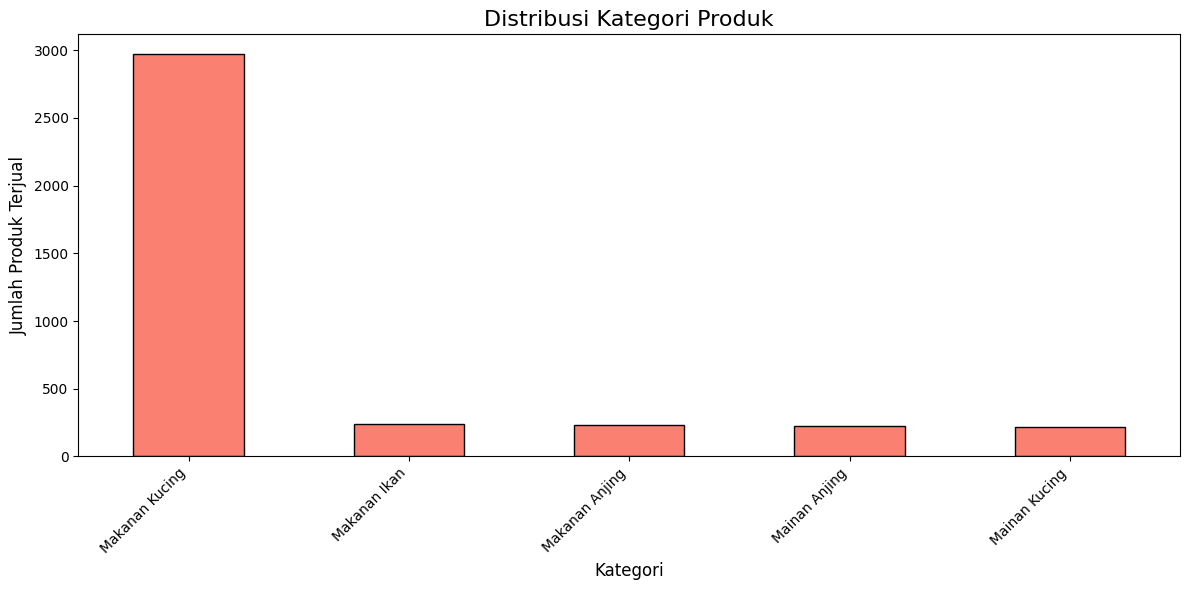 Distribusi Kategori Produk
Jumlah Produk Terjual
3000
2500
2000
1500
1000
500
0
Makanan Kucing
Makanan Ikan
Makanan Anjing
Mainan Anjing
Mainan Kucing
Kategori